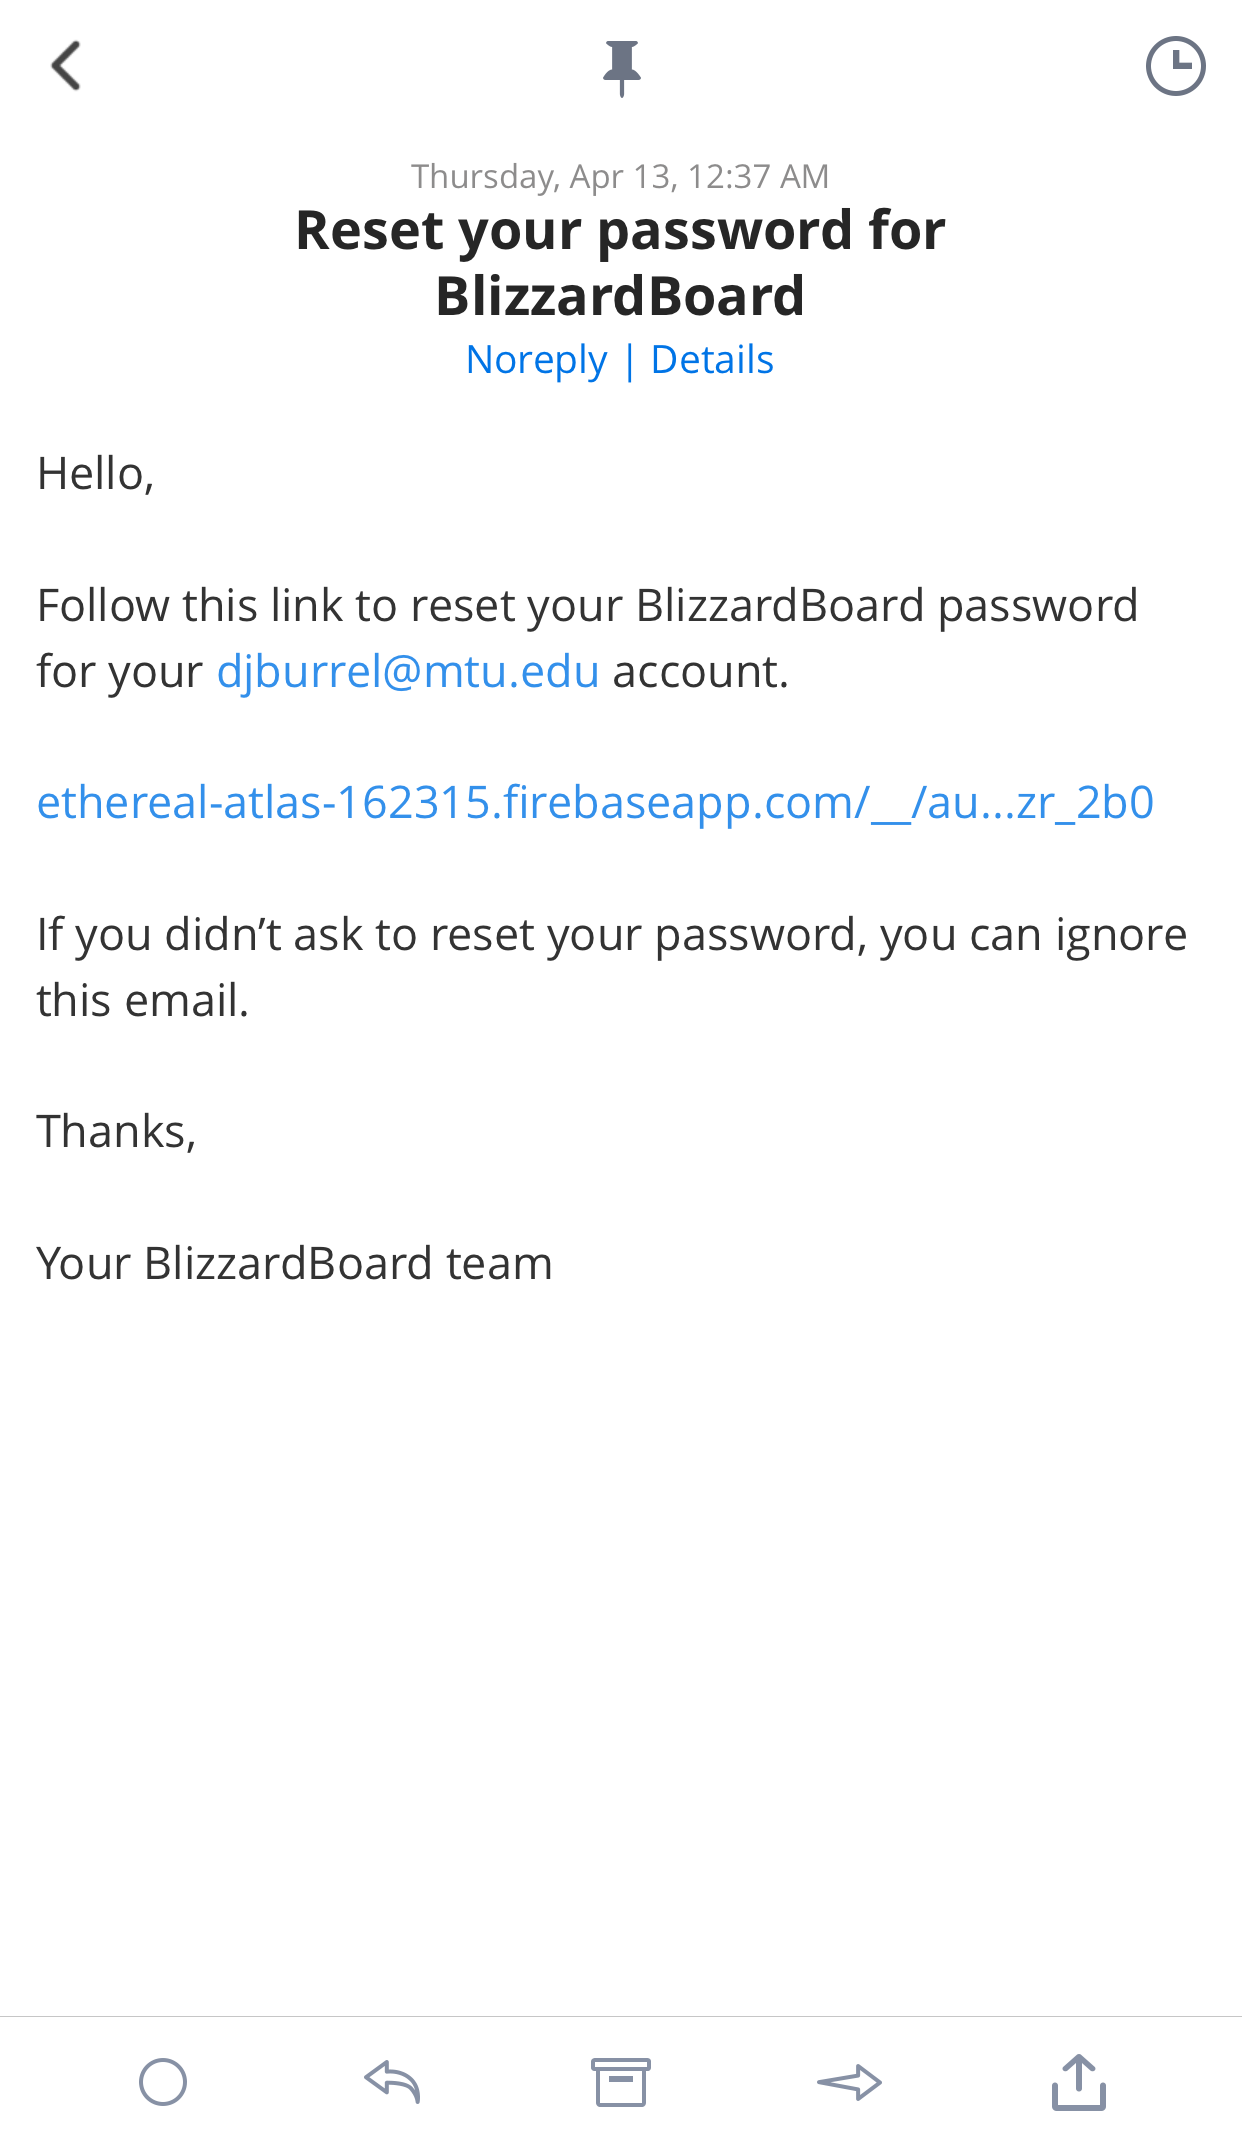 Thursday, Apr 13, 12:37 AM
Reset your password for
BlizzardBoard
Noreply | Details
Hello,
Follow this link to reset your BlizzardBoard password
for your djburrel@mtu.edu account.
ethereal-atlas-162315.firebaseapp.com/__/au...zr_2b0
If you didn’t ask to reset your password, you can ignore
this email.
Thanks,
Your BlizzardBoard team